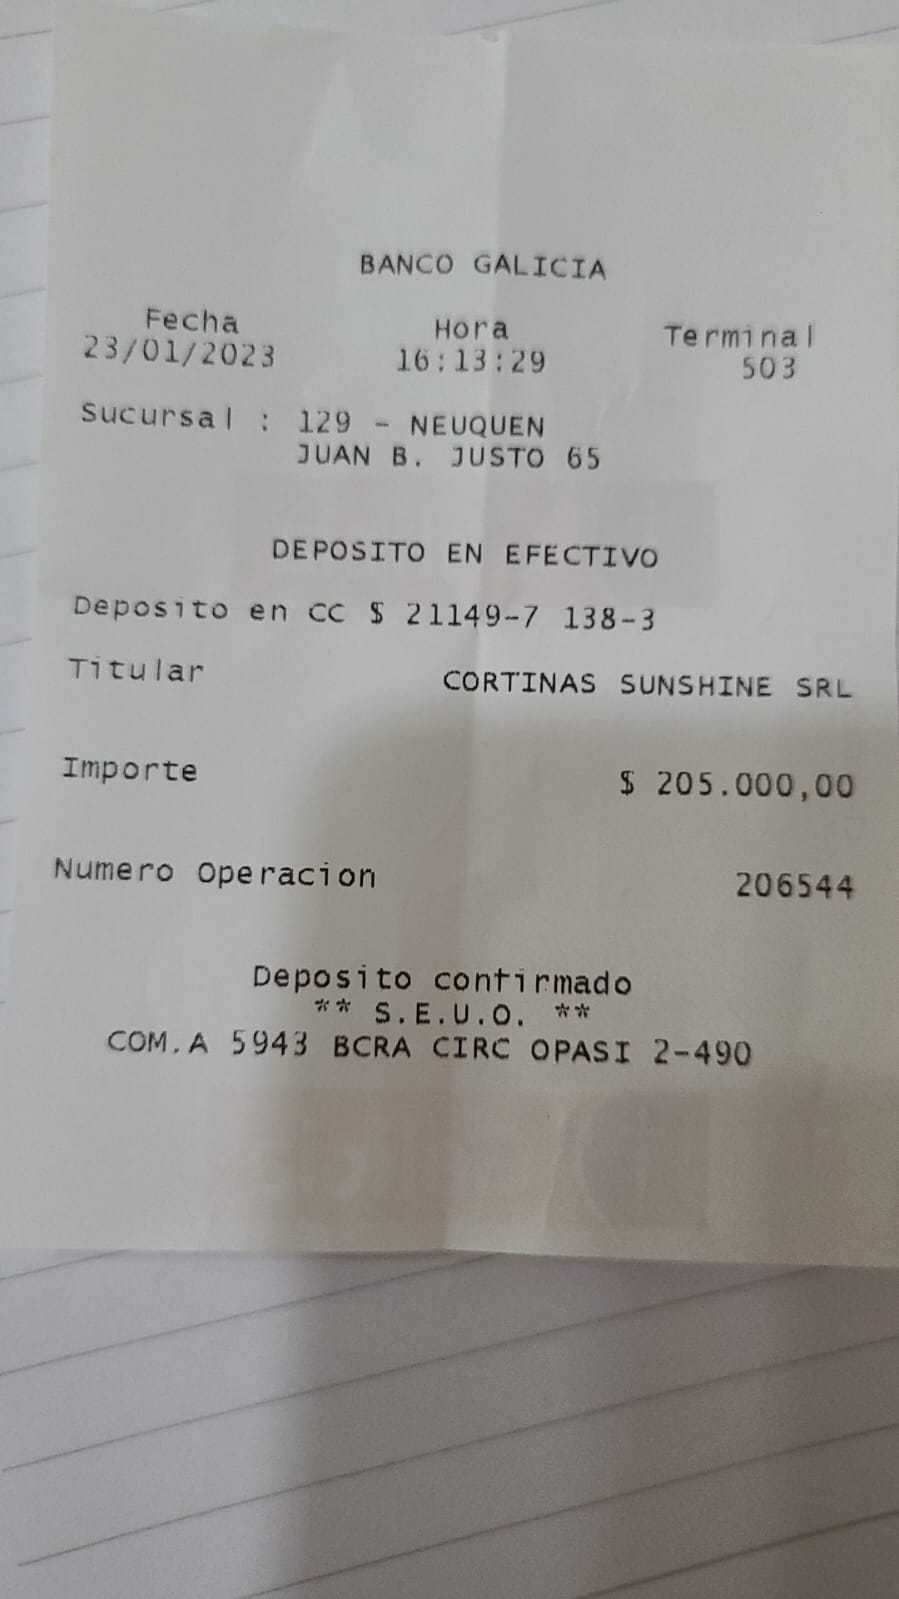 BANCO GALICIA
Fecha Hora Terminal
23/01/2023 16:13:29 503
Sucursal : 129 - NEUQUEN
JUAN B. JUSTO 65
DEPOSITO EN EFECTIVO
Deposito en CC $ 21149-7 138-3
Titular CORTINAS SUNSHINE SRL
Importe $ 205.000,00
Numero Operacion 206544
Deposito confirmado
** S.E.U.O. **
COM.A 5943 BCRA CIRC OPASI 2-490